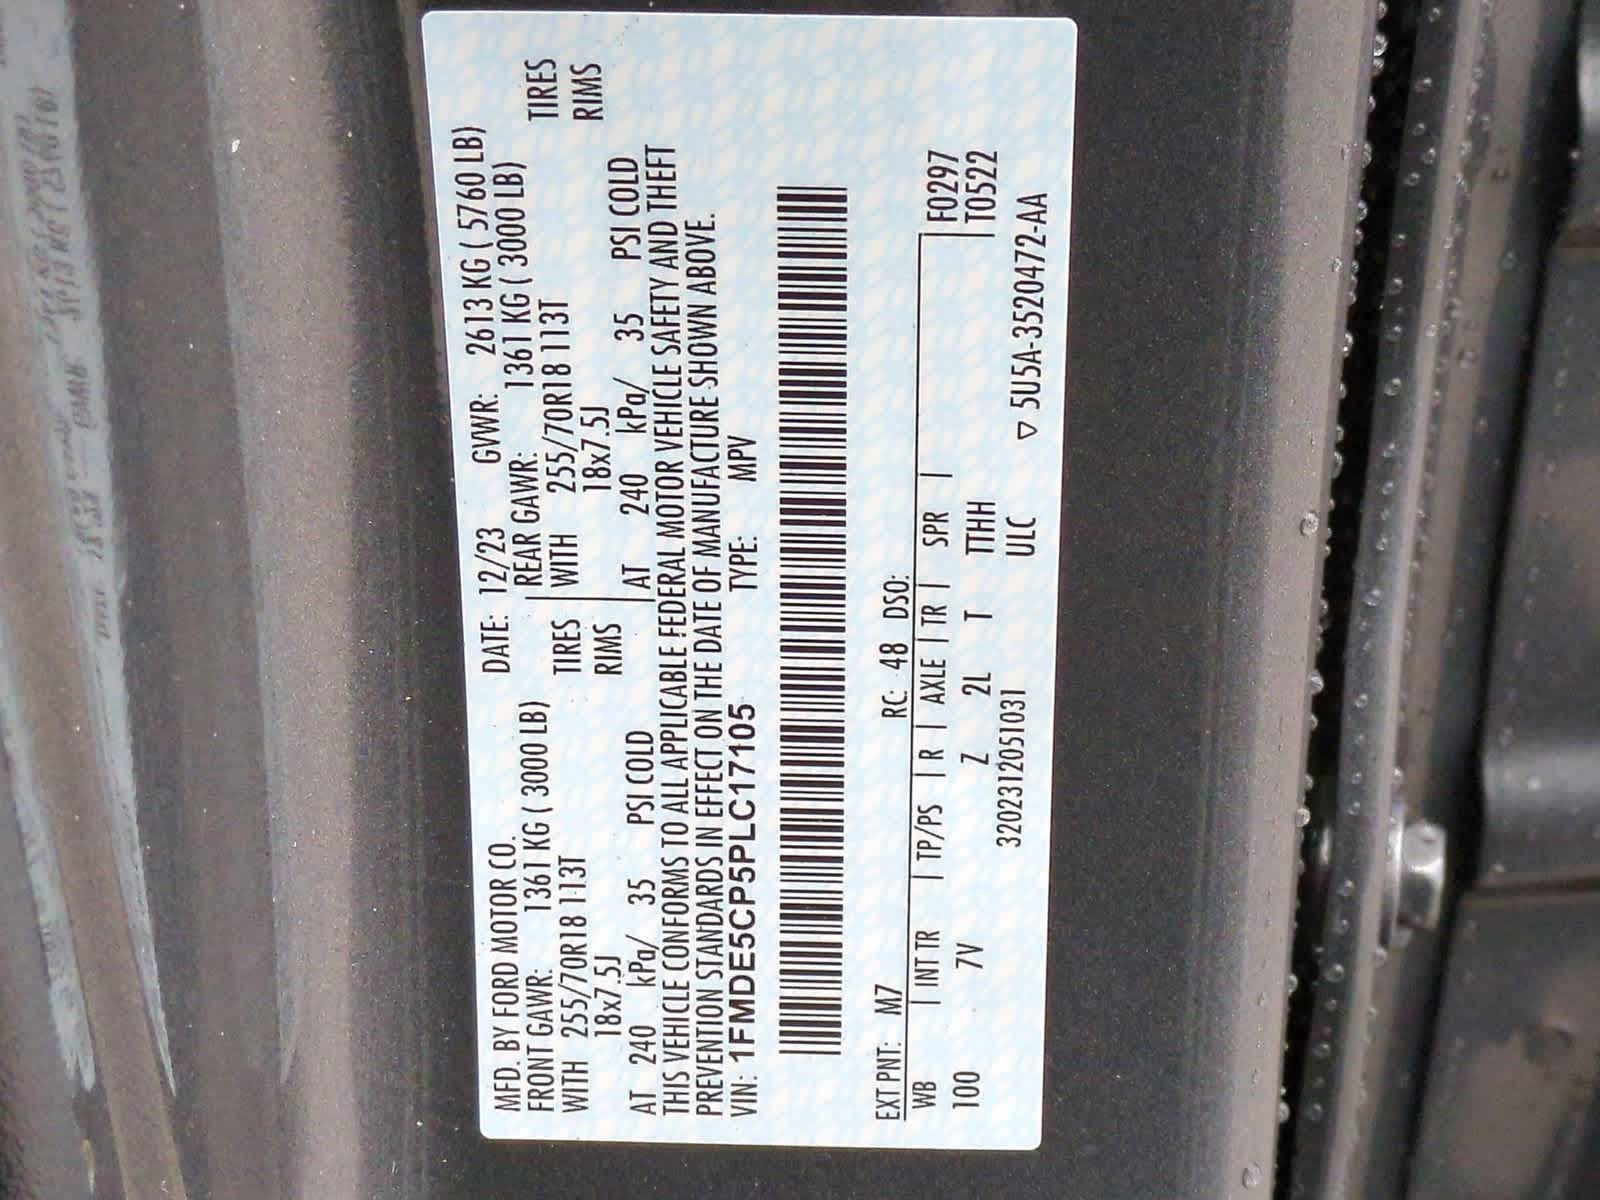 MFD. BY FORD MOTOR CO. DATE: 12/23 GVWR: 2613 KG ( 5760 LB)
FRONT GAWR: 1361 KG ( 3000 LB) REAR GAWR: 1361 KG ( 3000 LB)
WITH 255/70R18 113T TIRES WITH 255/70R18 113T TIRES
18x7.5J RIMS 18x7.5J RIMS
AT 240 kPa/ 35 PSI COLD AT 240 kPa/ 35 PSI COLD
THIS VEHICLE CONFORMS TO ALL APPLICABLE FEDERAL MOTOR VEHICLE SAFETY AND THEFT
PREVENTION STANDARDS IN EFFECT ON THE DATE OF MANUFACTURE SHOWN ABOVE.
VIN: 1FMDE5CP5PLC17105 TYPE: MPV
EXT PNT: M7 RC: 48 DSO:
WB | INT TR | TP/PS | R | AXLE | TR | SPR | F0297
100 7V Z 2L T TTHH T0522
320231205103T ULC ▽ 5U5A-3520472-AA